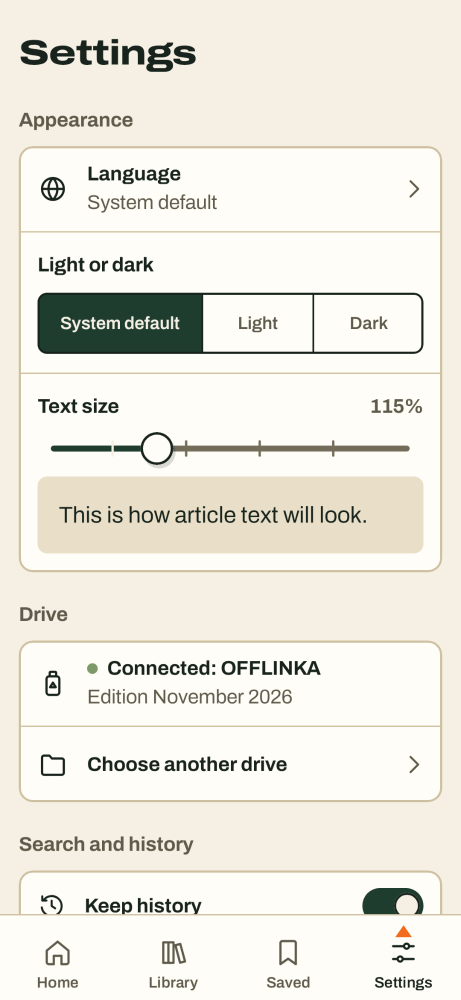 Settings
Appearance
Language
System default
Light or dark
System default
Light
Dark
Text size
115%
This is how article text will look.
Drive
Connected: OFFLINKA
Edition November 2026
Choose another drive
Search and history
Keep history
Home
Library
Saved
Settings